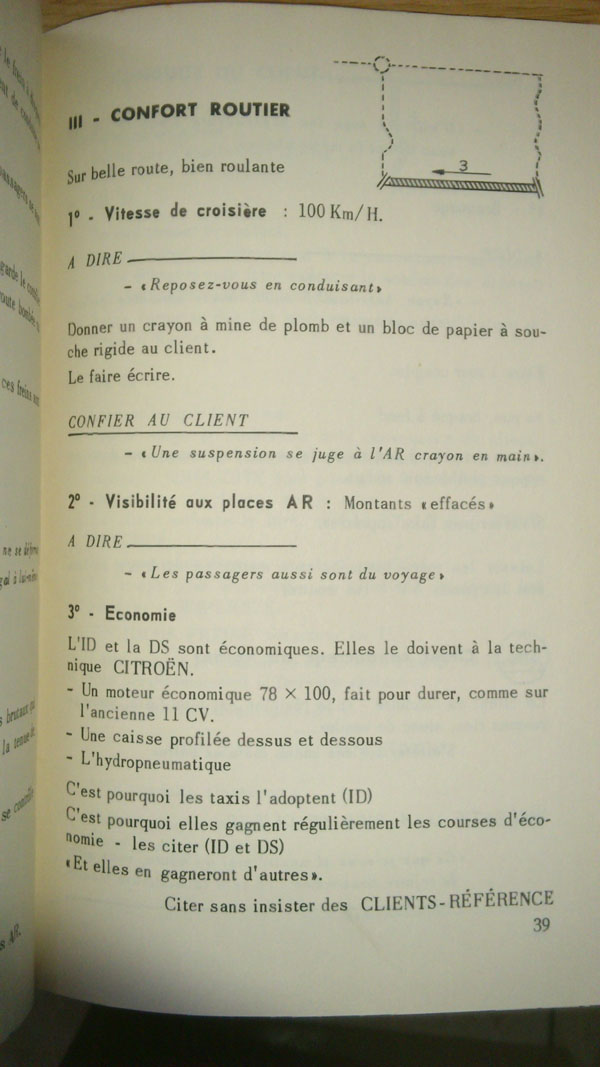 III - CONFORT ROUTIER
3
Sur belle route, bien roulante
1º - Vitesse de croisière : 100 Km/H.
A DIRE
- «Reposez-vous en conduisant»
Donner un crayon à mine de plomb et un bloc de papier à sou-
che rigide au client.
Le faire écrire.
CONFIER AU CLIENT
- «Une suspension se juge à l'AR crayon en main».
2º - Visibilité aux places AR : Montants «effacés»
A DIRE
- «Les passagers aussi sont du voyage»
3º - Economie
L'ID et la DS sont économiques. Elles le doivent à la tech-
nique CITROËN.
- Un moteur économique 78 × 100, fait pour durer, comme sur
l'ancienne 11 CV.
- Une caisse profilée dessus et dessous
- L'hydropneumatique
C'est pourquoi les taxis l'adoptent (ID)
C'est pourquoi elles gagnent régulièrement les courses d'éco-
nomie - les citer (ID et DS)
«Et elles en gagneront d'autres».
Citer sans insister des CLIENTS-RÉFÉRENCE
39